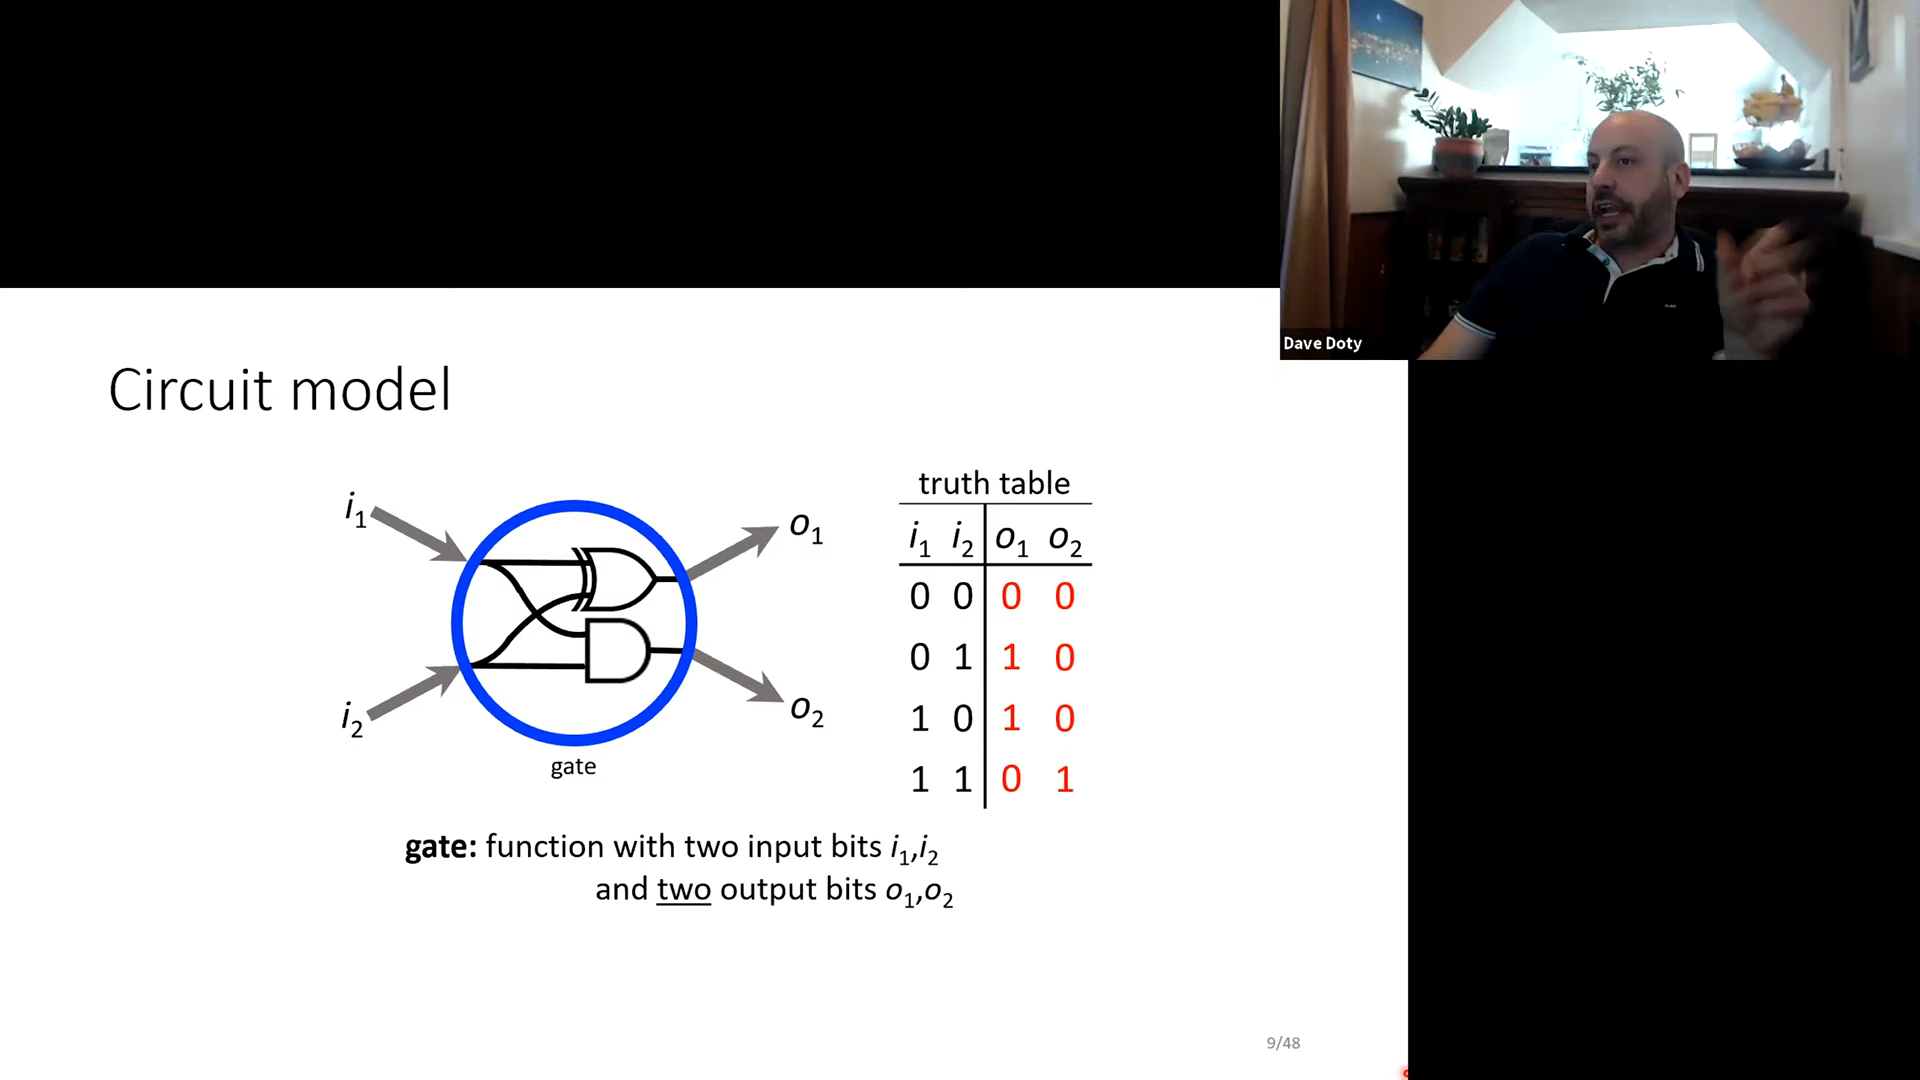 Dave Doty
Circuit model
i₁
i₂
o₁
o₂
gate
truth table
i₁ i₂ o₁ o₂
0 0 0 0
0 1 1 0
1 0 1 0
1 1 0 1
gate: function with two input bits i₁,i₂
and two output bits o₁,o₂
9/48